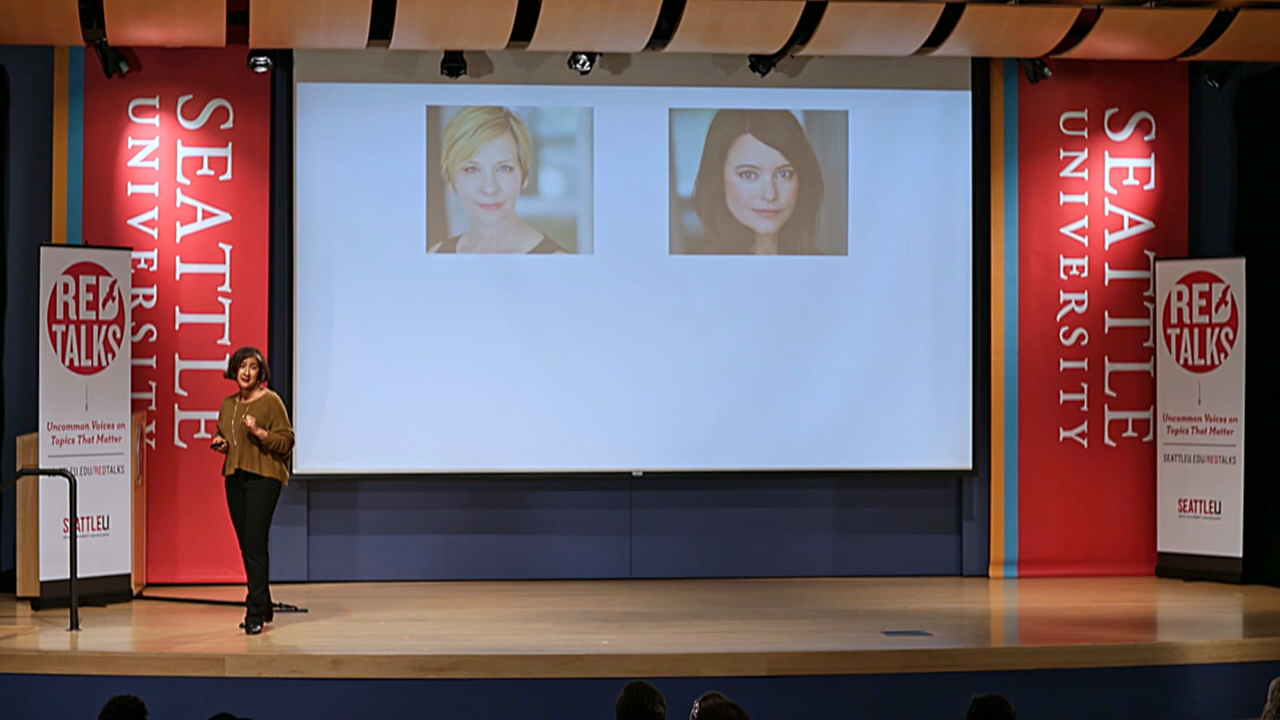 SEATTLE
UNIVERSITY
RED
TALKS
Uncommon Voices on
Topics That Matter
SEATTLEU.EDU/REDTALKS
SEATTLEU
SEATTLE
UNIVERSITY
RED
TALKS
Uncommon Voices on
Topics That Matter
SEATTLEU.EDU/REDTALKS
SEATTLEU